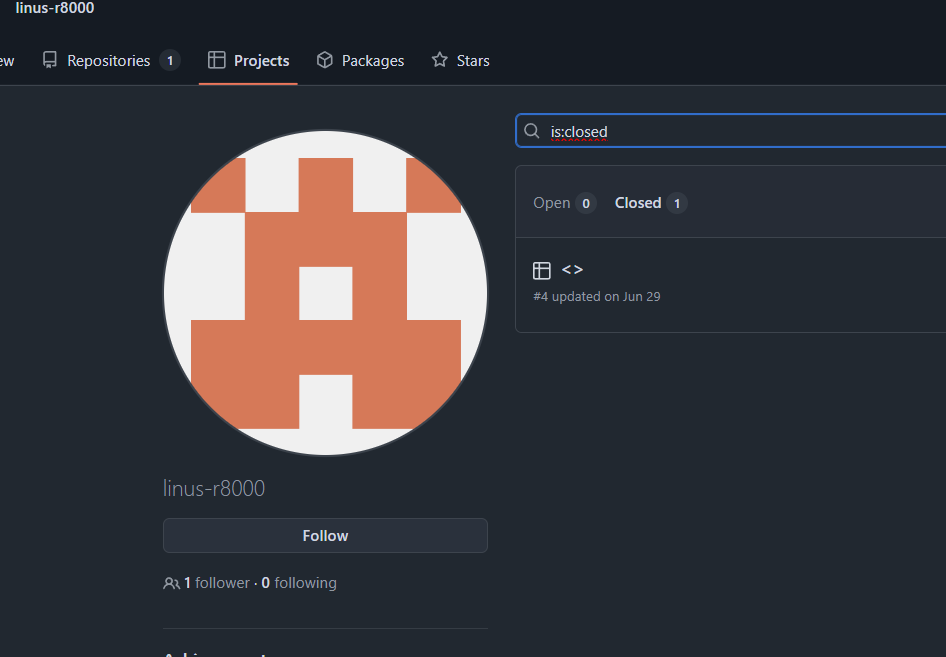 linus-r8000
ew Repositories 1 Projects Packages Stars
is:closed
Open 0 Closed 1
<>
#4 updated on Jun 29
linus-r8000
Follow
1 follower · 0 following